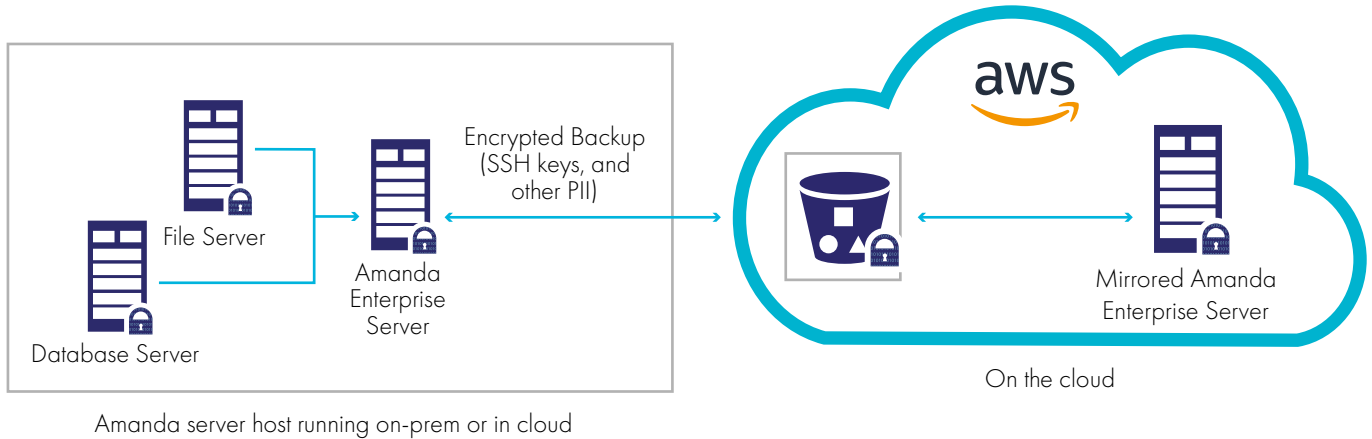 File Server
Database Server
Amanda
Enterprise
Server
Encrypted Backup
(SSH keys, and
other PII)
aws
Mirrored Amanda
Enterprise Server
On the cloud
Amanda server host running on-prem or in cloud